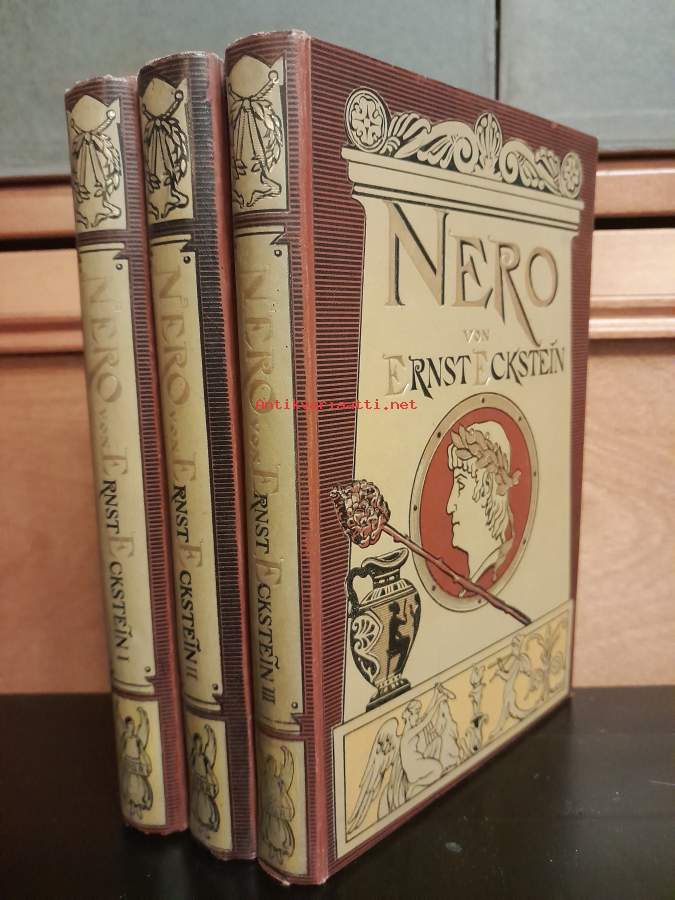 NERO VON ERNST ECKSTEIN I
NERO VON ERNST ECKSTEIN II
NERO VON ERNST ECKSTEIN III
NERO
VON
ERNST ECKSTEIN
Antikvariaatti.net